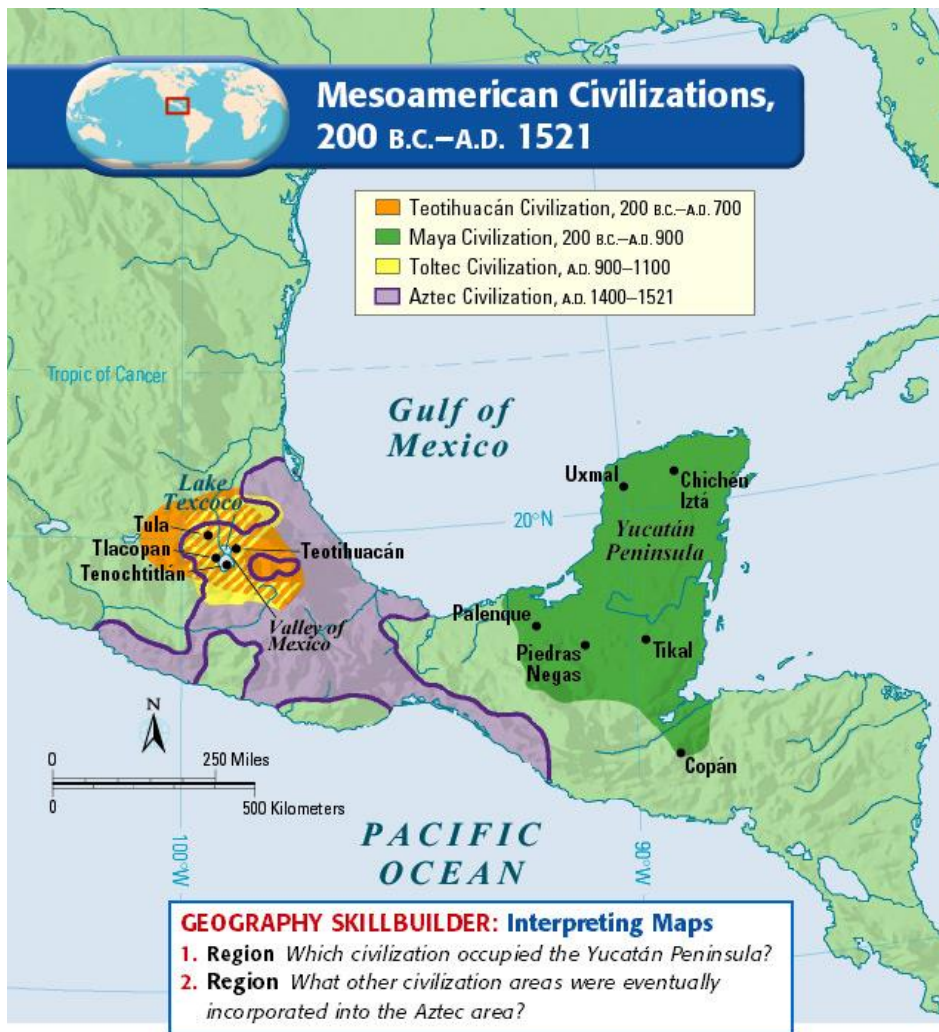 Mesoamerican Civilizations,
200 B.C.–A.D. 1521
Teotihuacán Civilization, 200 B.C.–A.D. 700
Maya Civilization, 200 B.C.–A.D. 900
Toltec Civilization, A.D. 900–1100
Aztec Civilization, A.D. 1400–1521
Tropic of Cancer
Gulf of
Mexico
Lake
Texcoco
Tula
Tlacopan
Tenochtitlán
Teotihuacán
Valley of
Mexico
20°N
Uxmal
Chichén
Iztá
Yucatán
Peninsula
Palenque
Piedras
Negas
Tikal
Copán
N
0 250 Miles
0 500 Kilometers
100°W
90°W
PACIFIC
OCEAN
GEOGRAPHY SKILLBUILDER: Interpreting Maps
1. Region Which civilization occupied the Yucatán Peninsula?
2. Region What other civilization areas were eventually
incorporated into the Aztec area?